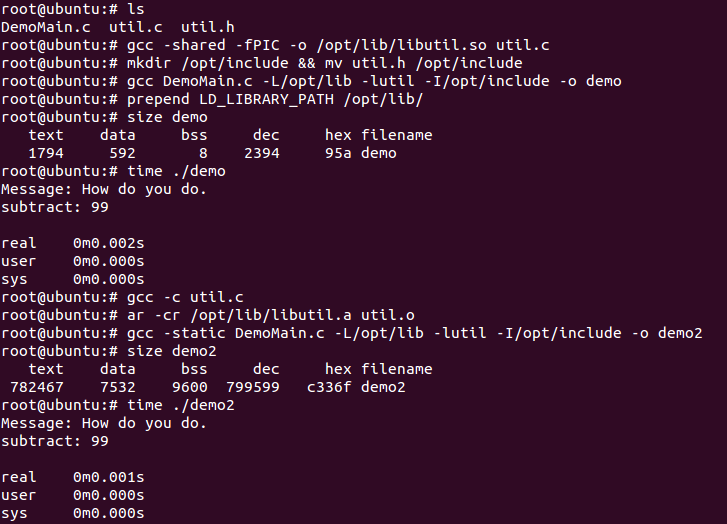 root@ubuntu:# ls
DemoMain.c  util.c  util.h
root@ubuntu:# gcc -shared -fPIC -o /opt/lib/libutil.so util.c
root@ubuntu:# mkdir /opt/include && mv util.h /opt/include
root@ubuntu:# gcc DemoMain.c -L/opt/lib -lutil -I/opt/include -o demo
root@ubuntu:# prepend LD_LIBRARY_PATH /opt/lib/
root@ubuntu:# size demo
   text    data     bss     dec     hex filename
   1794     592       8    2394     95a demo
root@ubuntu:# time ./demo
Message: How do you do.
subtract: 99

real    0m0.002s
user    0m0.000s
sys     0m0.000s
root@ubuntu:# gcc -c util.c
root@ubuntu:# ar -cr /opt/lib/libutil.a util.o
root@ubuntu:# gcc -static DemoMain.c -L/opt/lib -lutil -I/opt/include -o demo2
root@ubuntu:# size demo2
   text    data     bss     dec     hex filename
 782467    7532    9600  799599   c336f demo2
root@ubuntu:# time ./demo2
Message: How do you do.
subtract: 99

real    0m0.001s
user    0m0.000s
sys     0m0.000s